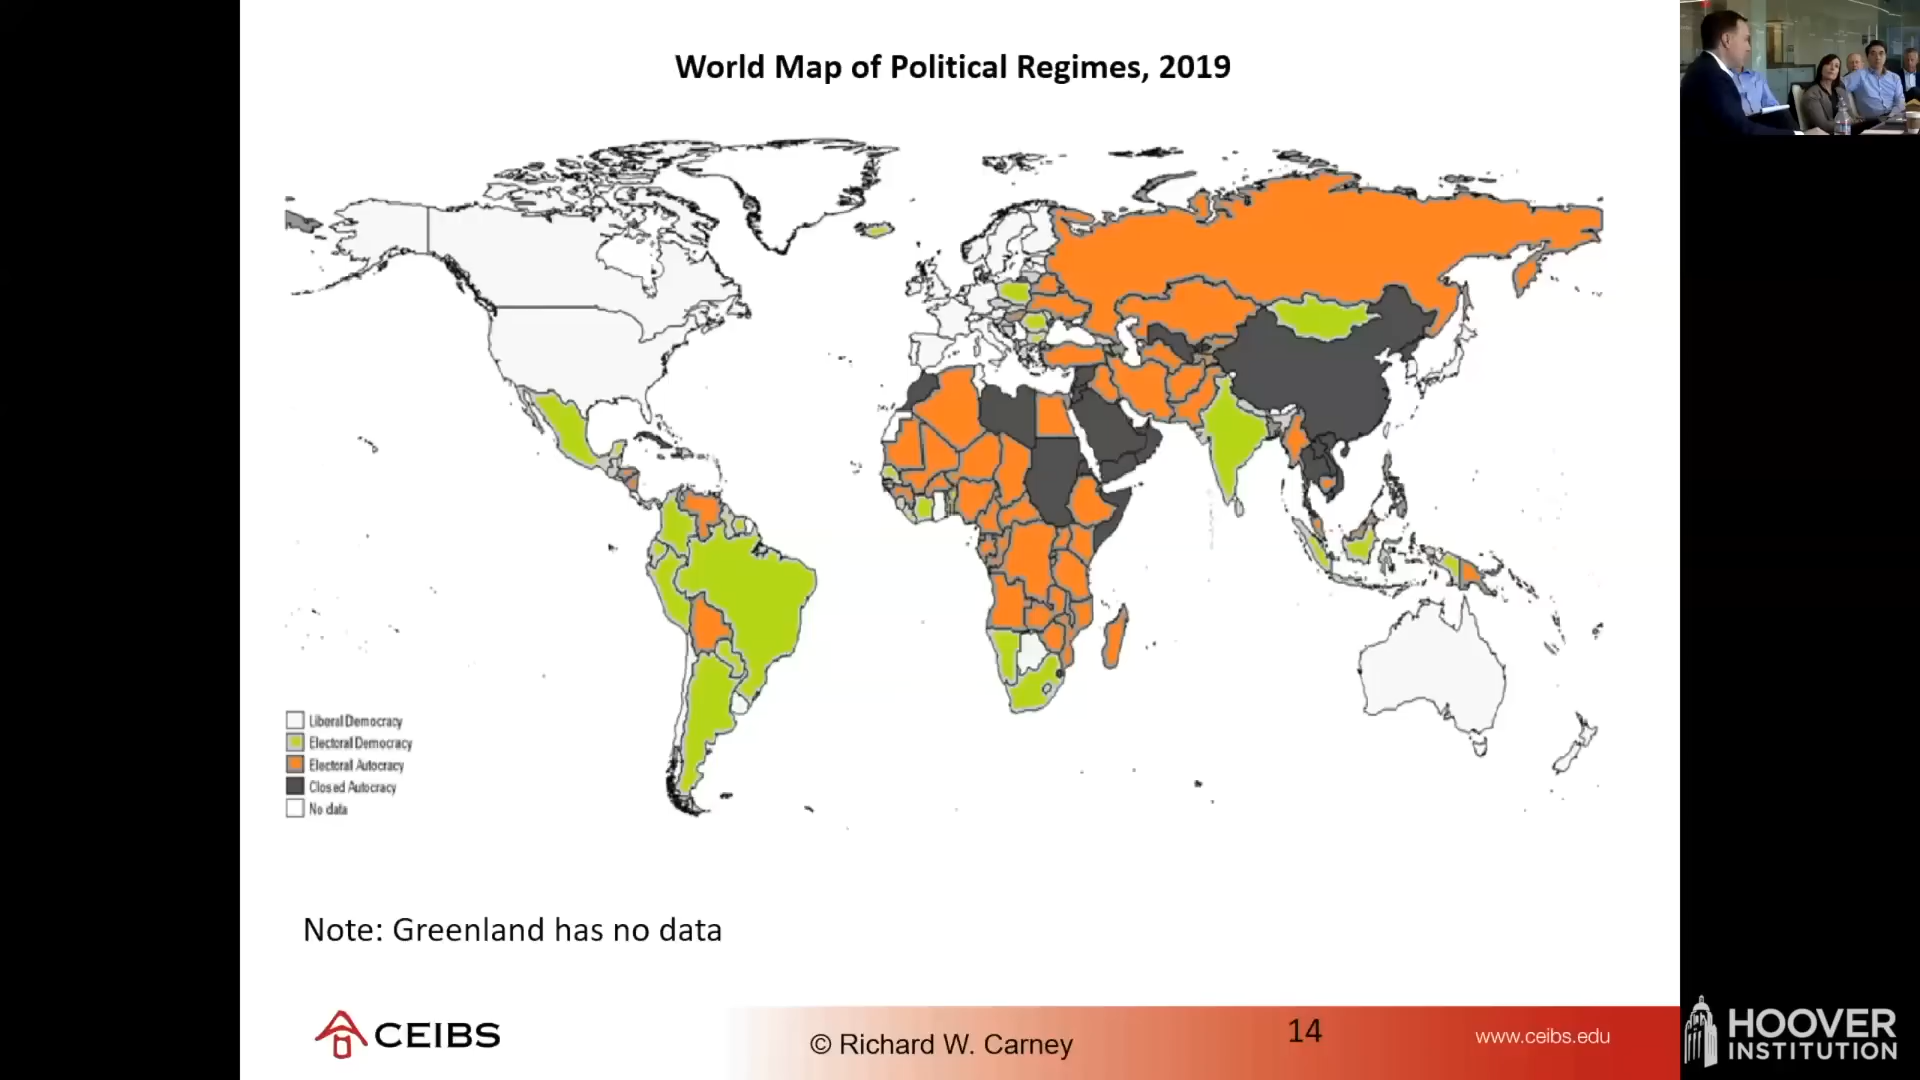 World Map of Political Regimes, 2019
Liberal Democracy
Electoral Democracy
Electoral Autocracy
Closed Autocracy
No data
Note: Greenland has no data
CEIBS
© Richard W. Carney
14
www.ceibs.edu
HOOVER
INSTITUTION